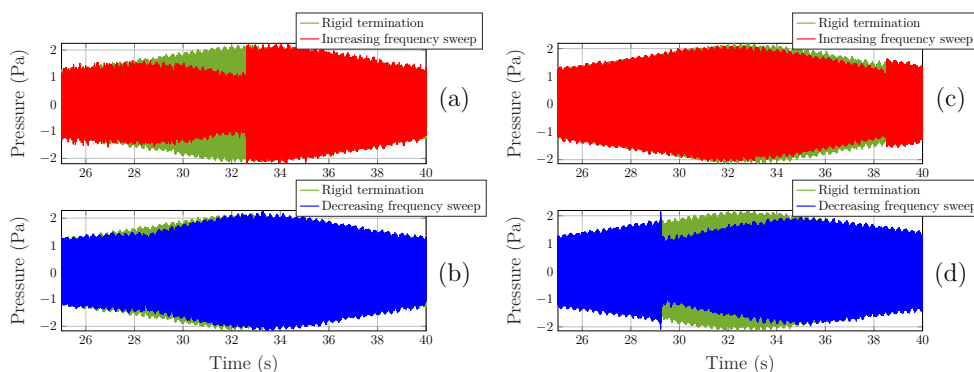 Rigid termination
Increasing frequency sweep
Pressure (Pa)
2
1
0
−1
−2
26 28 30 32 34 36 38 40
(a)
Rigid termination
Decreasing frequency sweep
Pressure (Pa)
2
1
0
−1
−2
26 28 30 32 34 36 38 40
Time (s)
(b)
Rigid termination
Increasing frequency sweep
Pressure (Pa)
2
1
0
−1
−2
26 28 30 32 34 36 38 40
(c)
Rigid termination
Decreasing frequency sweep
Pressure (Pa)
2
1
0
−1
−2
26 28 30 32 34 36 38 40
Time (s)
(d)